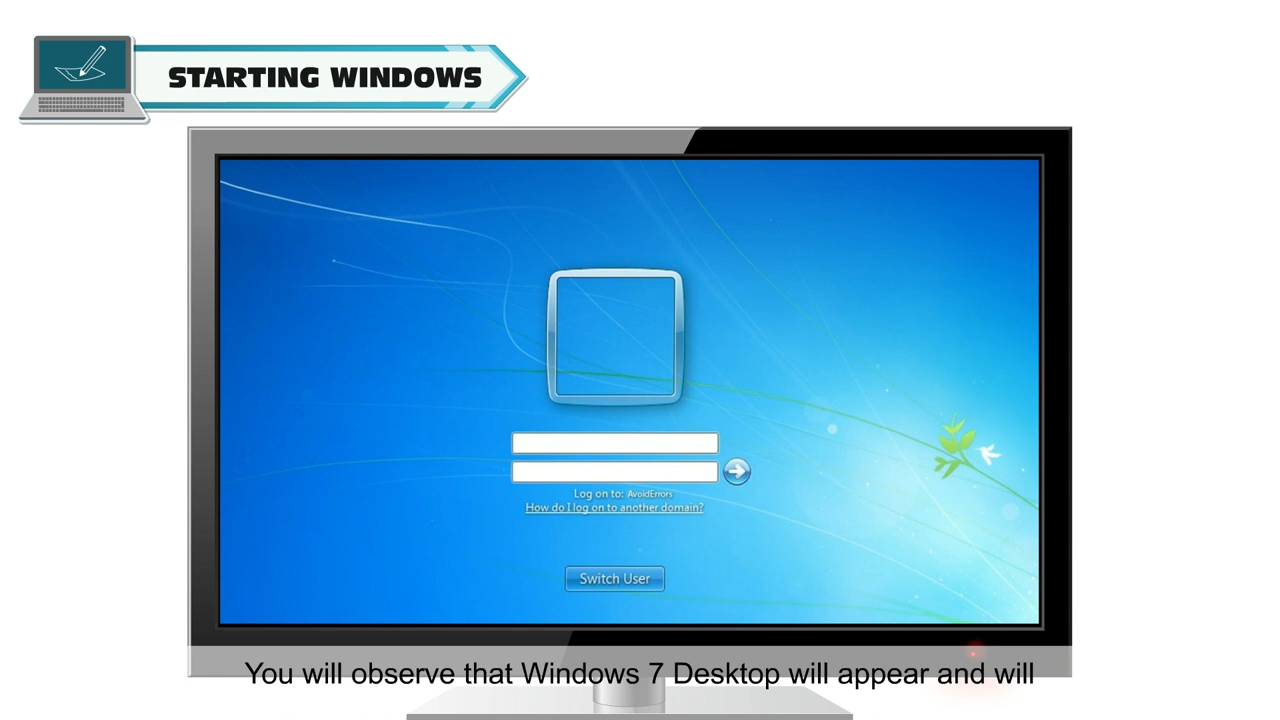 STARTING WINDOWS
Log on to: AvoidErrors
How do I log on to another domain?
Switch User
You will observe that Windows 7 Desktop will appear and will